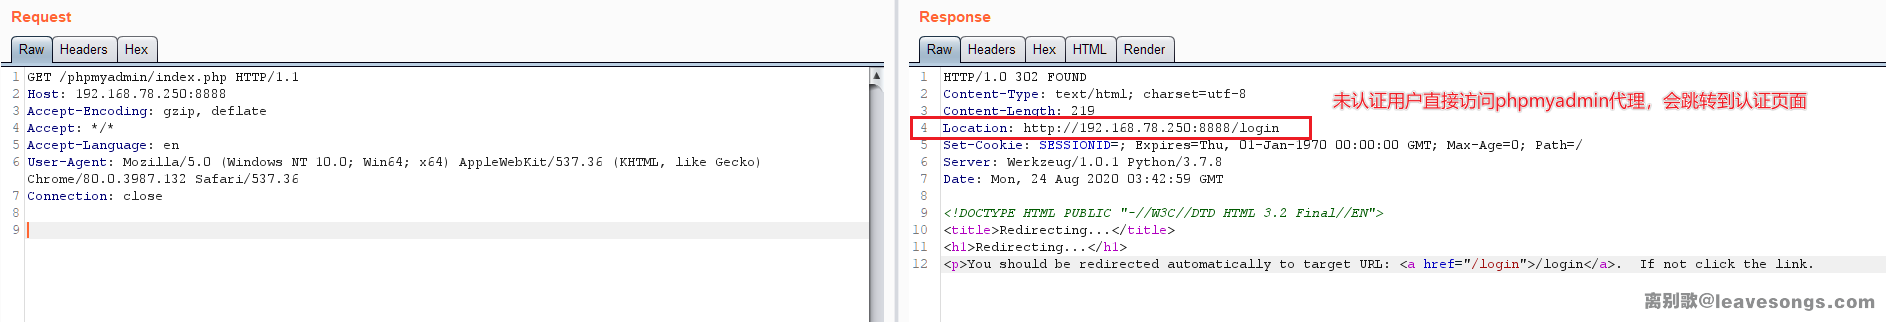 Request
Raw Headers Hex
1 GET /phpmyadmin/index.php HTTP/1.1
2 Host: 192.168.78.250:8888
3 Accept-Encoding: gzip, deflate
4 Accept: */*
5 Accept-Language: en
6 User-Agent: Mozilla/5.0 (Windows NT 10.0; Win64; x64) AppleWebKit/537.36 (KHTML, like Gecko)
Chrome/80.0.3987.132 Safari/537.36
7 Connection: close
8
9
Response
Raw Headers Hex HTML Render
1 HTTP/1.0 302 FOUND
2 Content-Type: text/html; charset=utf-8
3 Content-Length: 219
未认证用户直接访问phpmyadmin代理，会跳转到认证页面
4 Location: http://192.168.78.250:8888/login
5 Set-Cookie: SESSIONID=; Expires=Thu, 01-Jan-1970 00:00:00 GMT; Max-Age=0; Path=/
6 Server: Werkzeug/1.0.1 Python/3.7.8
7 Date: Mon, 24 Aug 2020 03:42:59 GMT
8
9 <!DOCTYPE HTML PUBLIC "-//W3C//DTD HTML 3.2 Final//EN">
10 <title>Redirecting...</title>
11 <h1>Redirecting...</h1>
12 <p>You should be redirected automatically to target URL: <a href="/login">/login</a>.  If not click the link.
离别歌@leavesongs.com